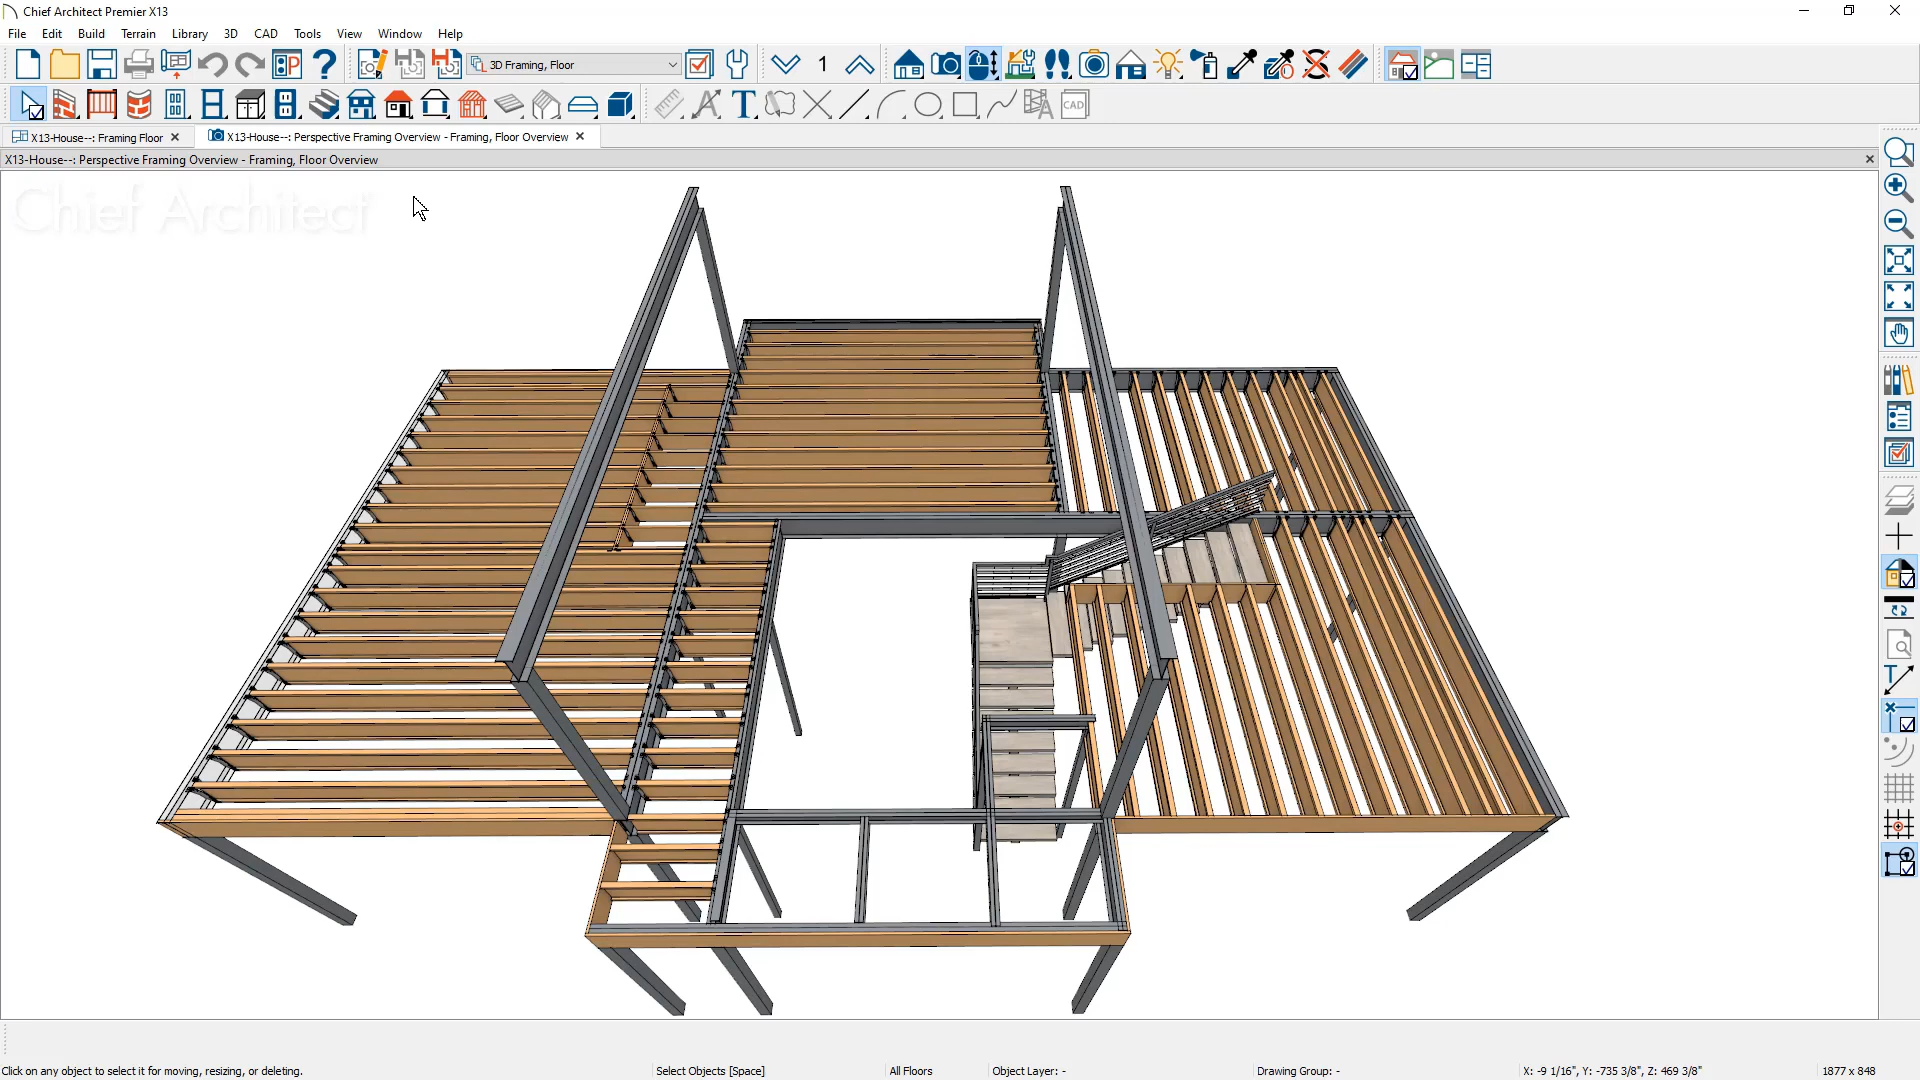 Chief Architect Premier X13
File Edit Build Terrain Library 3D CAD Tools View Window Help
3D Framing, Floor
1
CAD
X13-House--: Framing Floor
X13-House--: Perspective Framing Overview - Framing, Floor Overview
X13-House--: Perspective Framing Overview - Framing, Floor Overview
Chief Architect
Click on any object to select it for moving, resizing, or deleting. Select Objects [Space] All Floors Object Layer: - Drawing Group: - X: -9 1/16", Y: -735 3/8", Z: 469 3/8" 1877 x 848